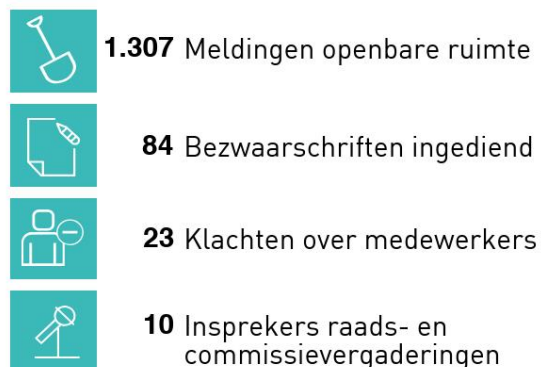 1.307 Meldingen openbare ruimte
84 Bezwaarschriften ingediend
23 Klachten over medewerkers
10 Insprekers raads- en
commissievergaderingen